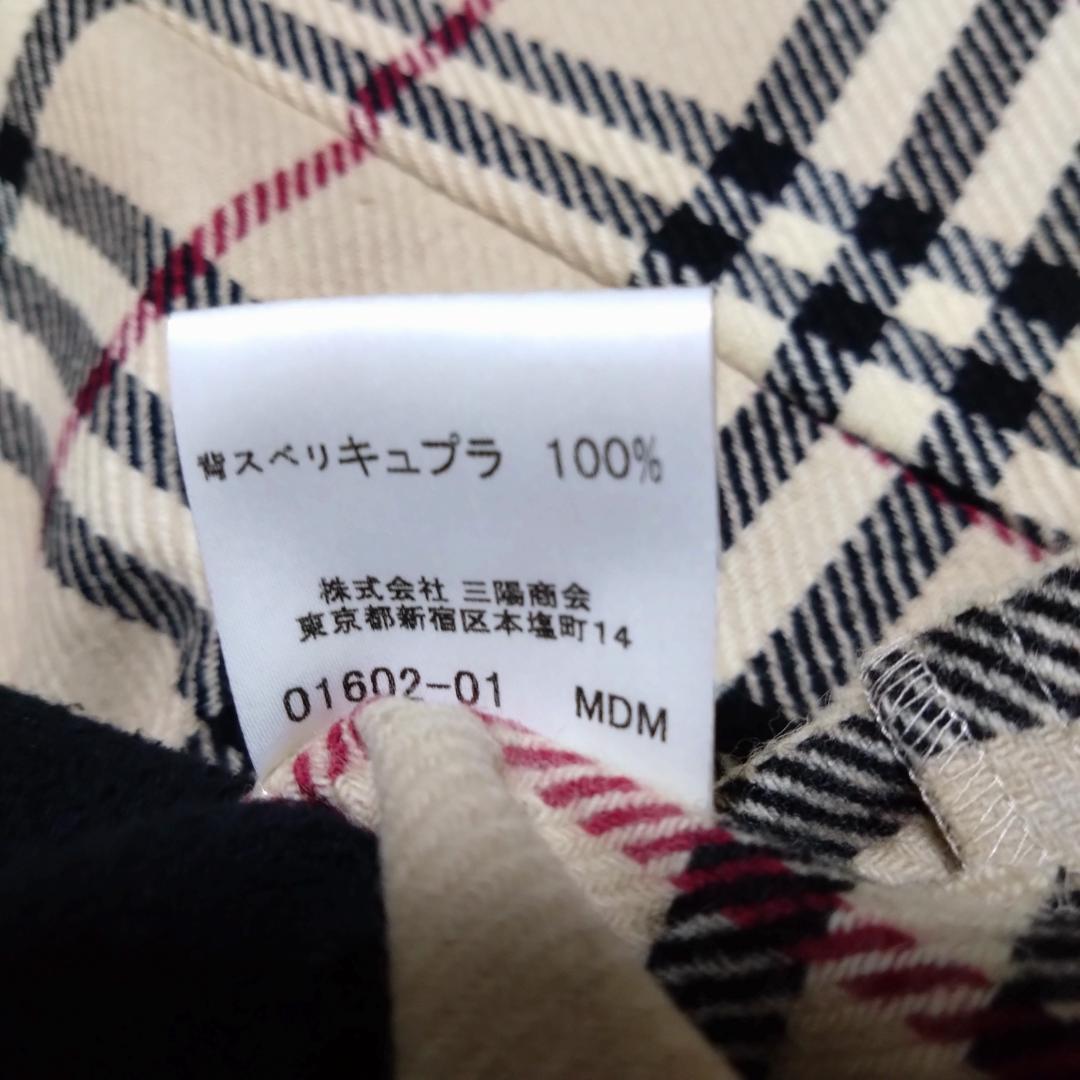 背スベリキュプラ 100%
株式会社 三陽商会
東京都新宿区本塩町14
01602-01 MDM